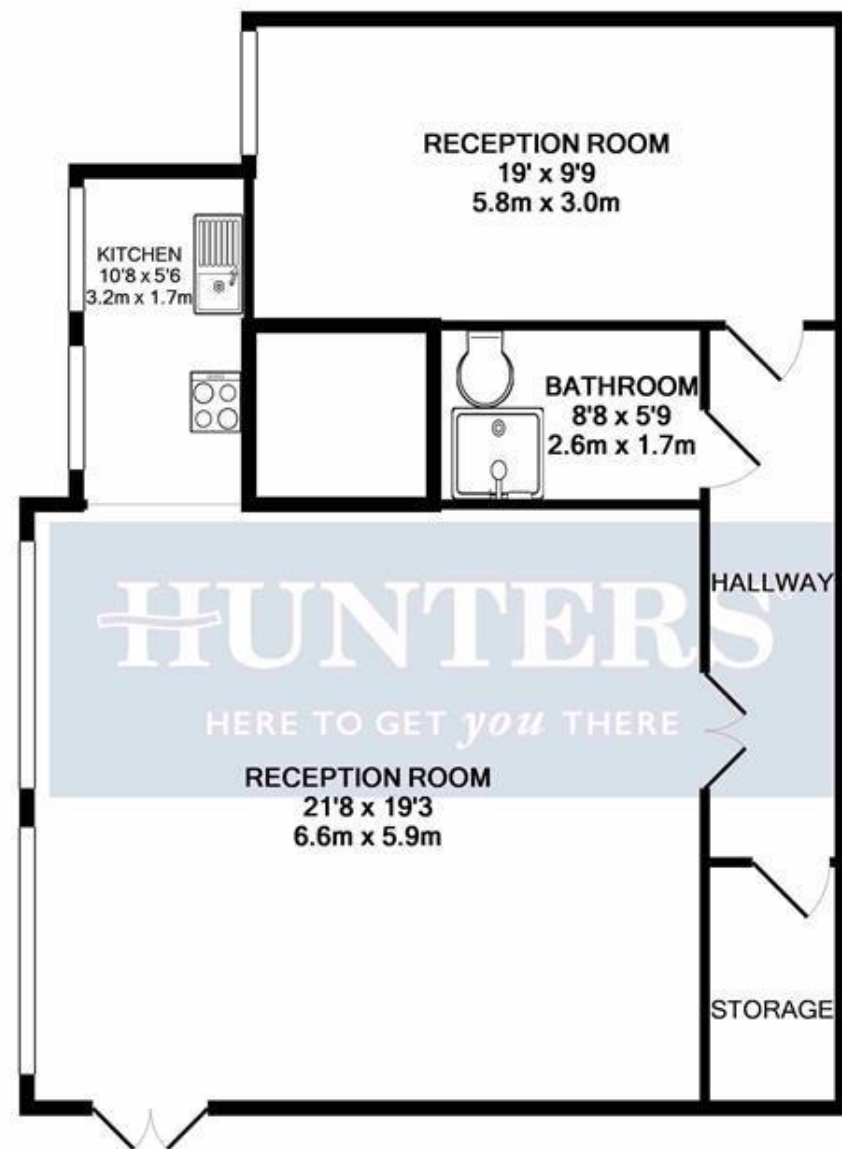 RECEPTION ROOM
19' x 9'9
5.8m x 3.0m
KITCHEN
10'8 x 5'6
3.2m x 1.7m
BATHROOM
8'8 x 5'9
2.6m x 1.7m
HALLWAY
HUNTERS
HERE TO GET you THERE
RECEPTION ROOM
21'8 x 19'3
6.6m x 5.9m
STORAGE